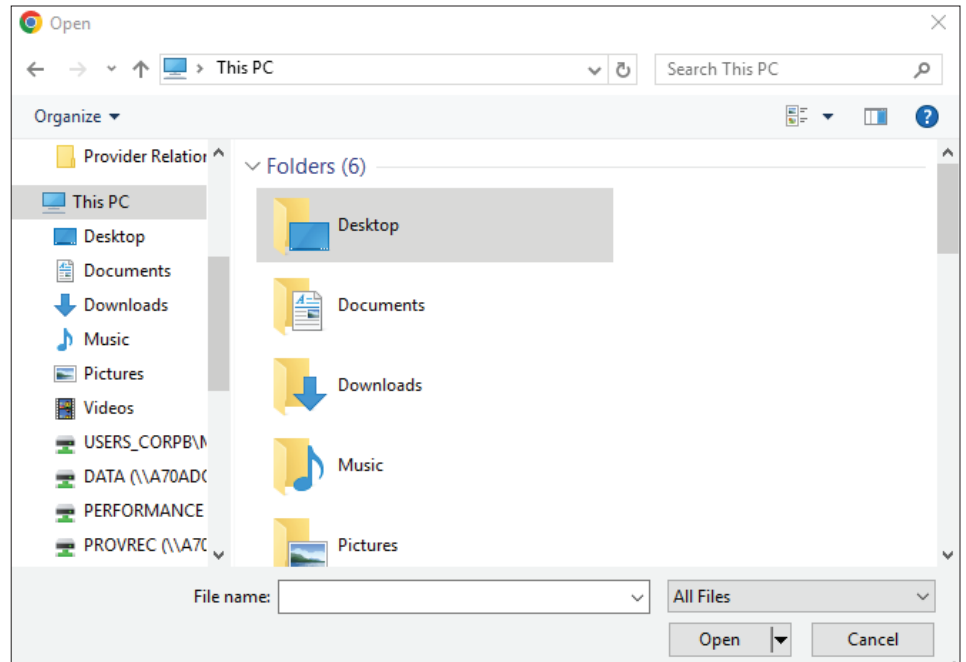 Open
This PC
Search This PC
Organize
Provider Relation
Folders (6)
This PC
Desktop
Documents
Downloads
Music
Pictures
Videos
USERS_CORPB\
DATA (\\A70AD
PERFORMANCE
PROVREC (\\A70
Desktop
Documents
Downloads
Music
Pictures
File name:
All Files
Open
Cancel